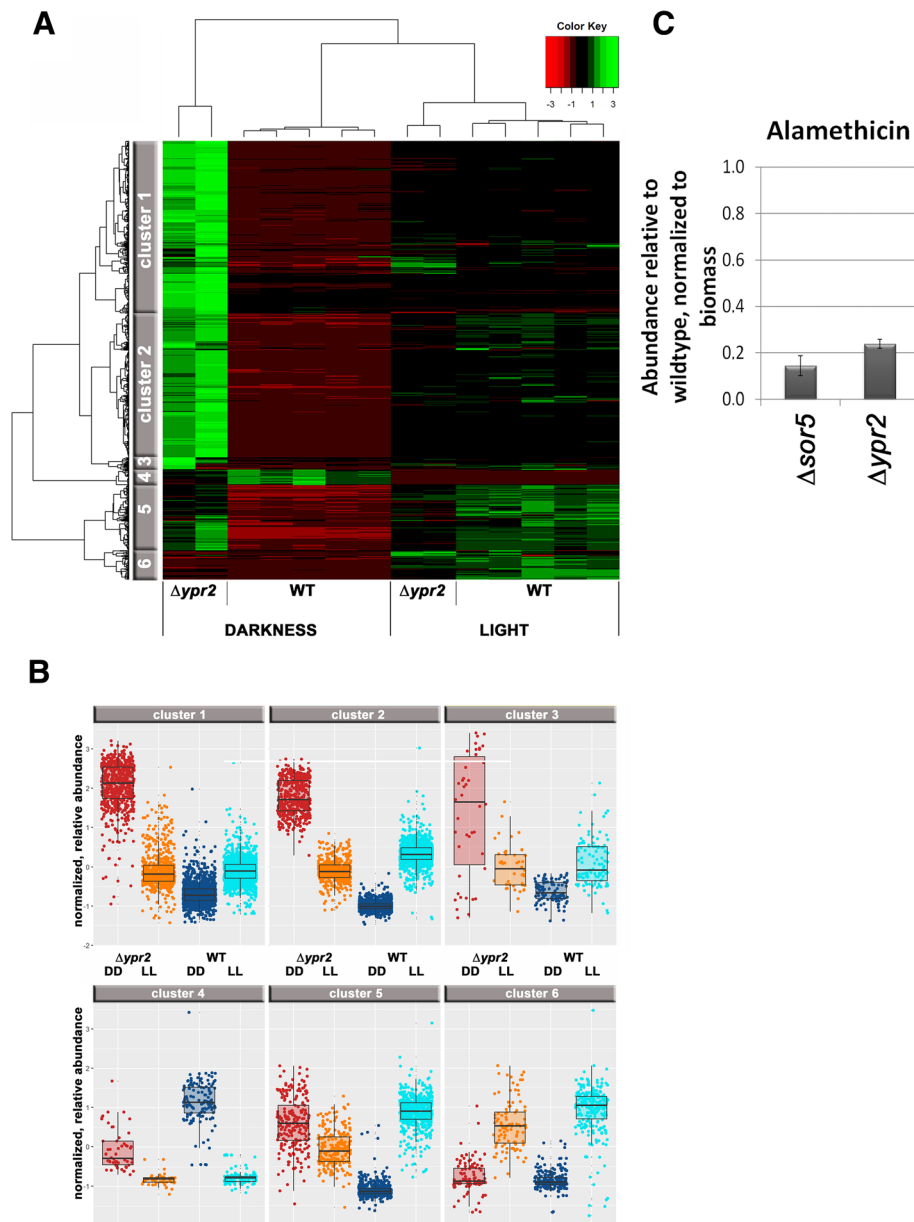 A
Color Key
-3 -1 1 3
C
cluster 1
cluster 2
3
4
5
6
Δypr2
WT
Δypr2
WT
DARKNESS
LIGHT
Alamethicin
Abundance relative to
wildtype, normalized to
biomass
1.0
0.8
0.6
0.4
0.2
0.0
Δsor5
Δypr2
B
cluster 1
cluster 2
cluster 3
normalized, relative abundance
3
2
1
0
-1
-2
Δypr2 WT Δypr2 WT Δypr2 WT
DD LL DD LL DD LL DD LL DD LL DD LL
cluster 4
cluster 5
cluster 6
normalized, relative abundance
3
2
1
0
-1